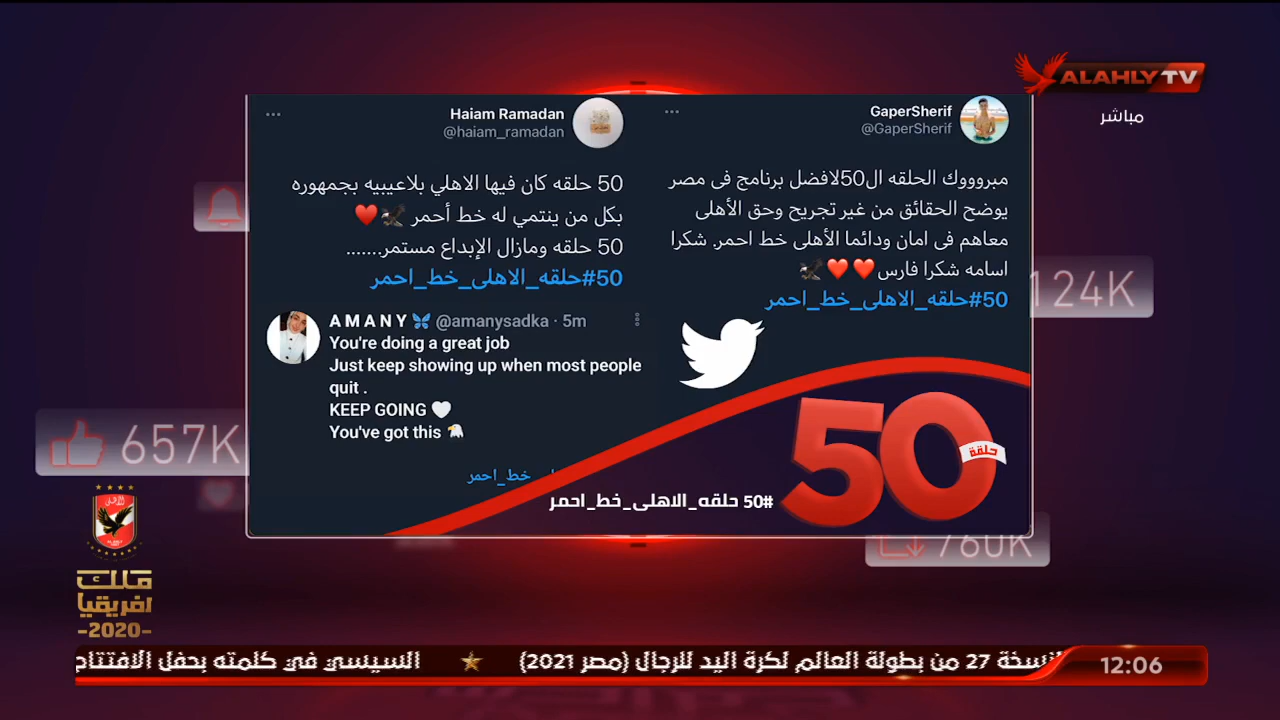 ALAHLY TV
مباشر
GaperSherif
@GaperSherif
مبروووك الحلقه ال50لافضل برنامج فى مصر
يوضح الحقائق من غير تجريح وحق الأهلى
معاهم فى امان ودائما الأهلى خط احمر. شكرا
اسامه شكرا فارس❤️❤️🦅
#50حلقه_الاهلى_خط_احمر
Haiam Ramadan
@haiam_ramadan
50 حلقه كان فيها الاهلي بلاعيبيه بجمهوره
بكل من ينتمي له خط أحمر 🦅❤️
50 حلقه ومازال الإبداع مستمر.......
#50حلقه_الاهلى_خط_احمر
A M A N Y 🦋 @amanysadka · 5m
You're doing a great job
Just keep showing up when most people
quit .
KEEP GOING 🤍
You've got this 🦅
خط_احمر
50
حلقة
#50 حلقه_الاهلى_خط_احمر
124K
657K
760K
ملك
افريقيا
-2020-
لنسخة 27 من بطولة العالم لكرة اليد للرجال (مصر 2021) ★ السيسي في كلمته بحفل الافتتاح
12:06